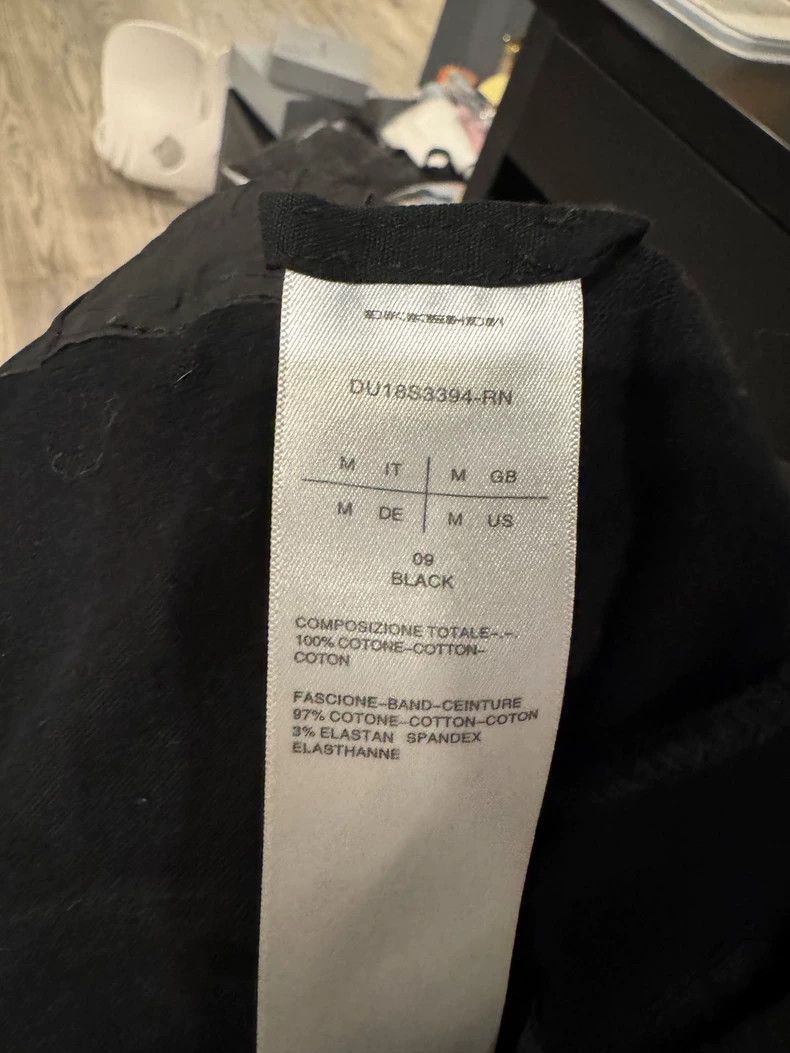 DRKSHDW
DU18S3394-RN
M IT M GB
M DE M US
09
BLACK
COMPOSIZIONE TOTALE-.-.
100% COTONE-COTTON-
COTON
FASCIONE-BAND-CEINTURE
97% COTONE-COTTON-COTON
3% ELASTAN SPANDEX
ELASTHANNE